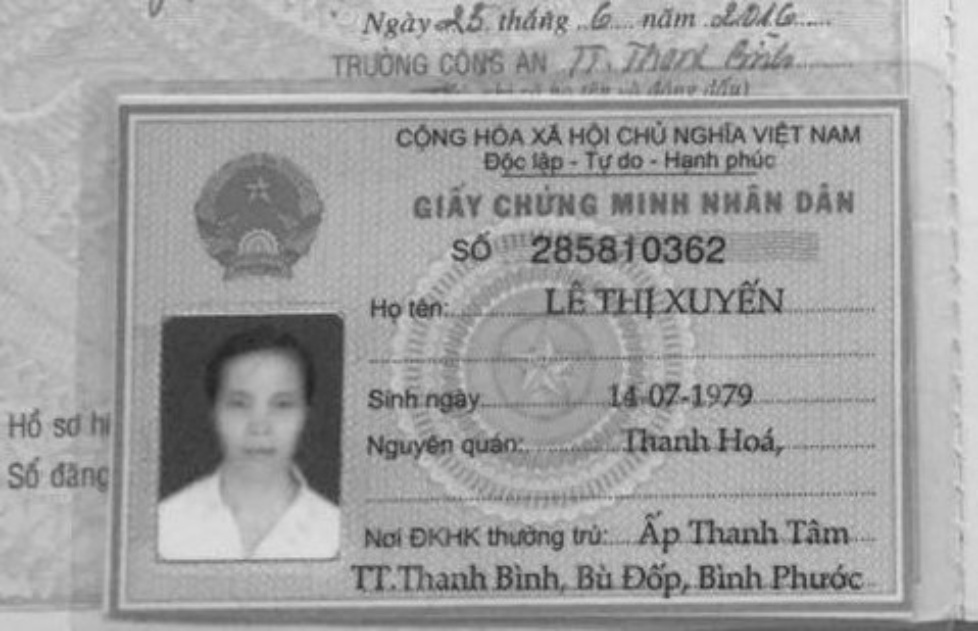 Ngày 25 tháng 6 năm 2016
TRƯỞNG CÔNG AN TT. Thanh Bình
CỘNG HÒA XÃ HỘI CHỦ NGHĨA VIỆT NAM
Độc lập - Tự do - Hạnh phúc
GIẤY CHỨNG MINH NHÂN DÂN
SỐ 285810362
Họ tên: LÊ THỊ XUYẾN
Sinh ngày 14-07-1979
Nguyên quán: Thanh Hoá,
Hồ sơ
Số đăng
Nơi ĐKHK thường trú: Ấp Thanh Tâm
TT.Thanh Bình, Bù Đốp, Bình Phước